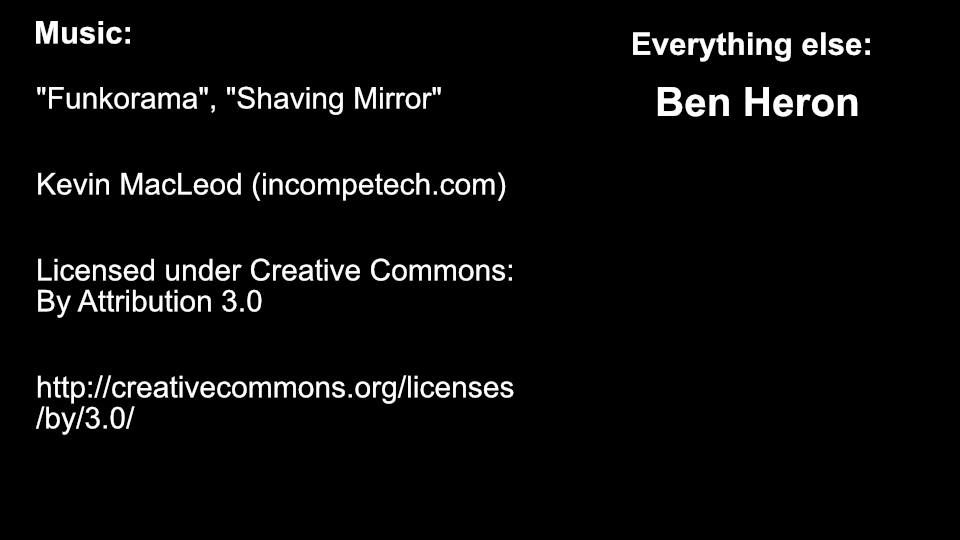 Music:
"Funkorama", "Shaving Mirror"
Kevin MacLeod (incompetech.com)
Licensed under Creative Commons:
By Attribution 3.0
http://creativecommons.org/licenses
/by/3.0/
Everything else:
Ben Heron